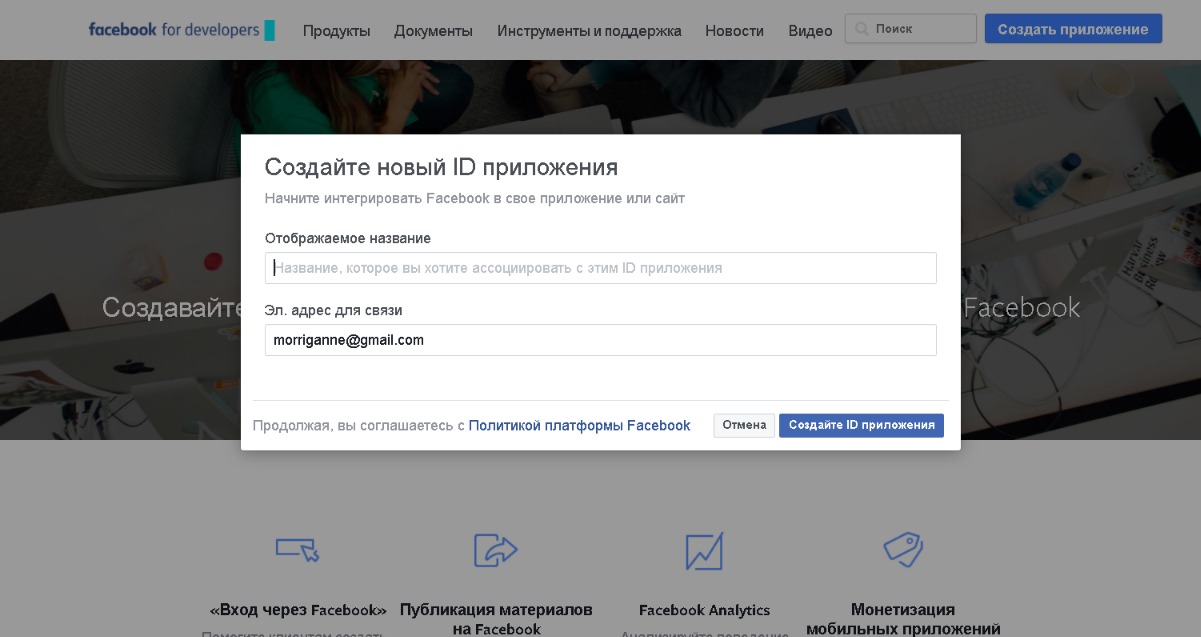 facebook for developers Продукты Документы Инструменты и поддержка Новости Видео Поиск Создать приложение
Создайте новый ID приложения
Начните интегрировать Facebook в свое приложение или сайт
Отображаемое название
Название, которое вы хотите ассоциировать с этим ID приложения
Создавайте Facebook
Эл. адрес для связи
morriganne@gmail.com
Продолжая, вы соглашаетесь с Политикой платформы Facebook Отмена Создайте ID приложения
«Вход через Facebook»
Публикация материалов
на Facebook
Facebook Analytics
Монетизация
мобильных приложений